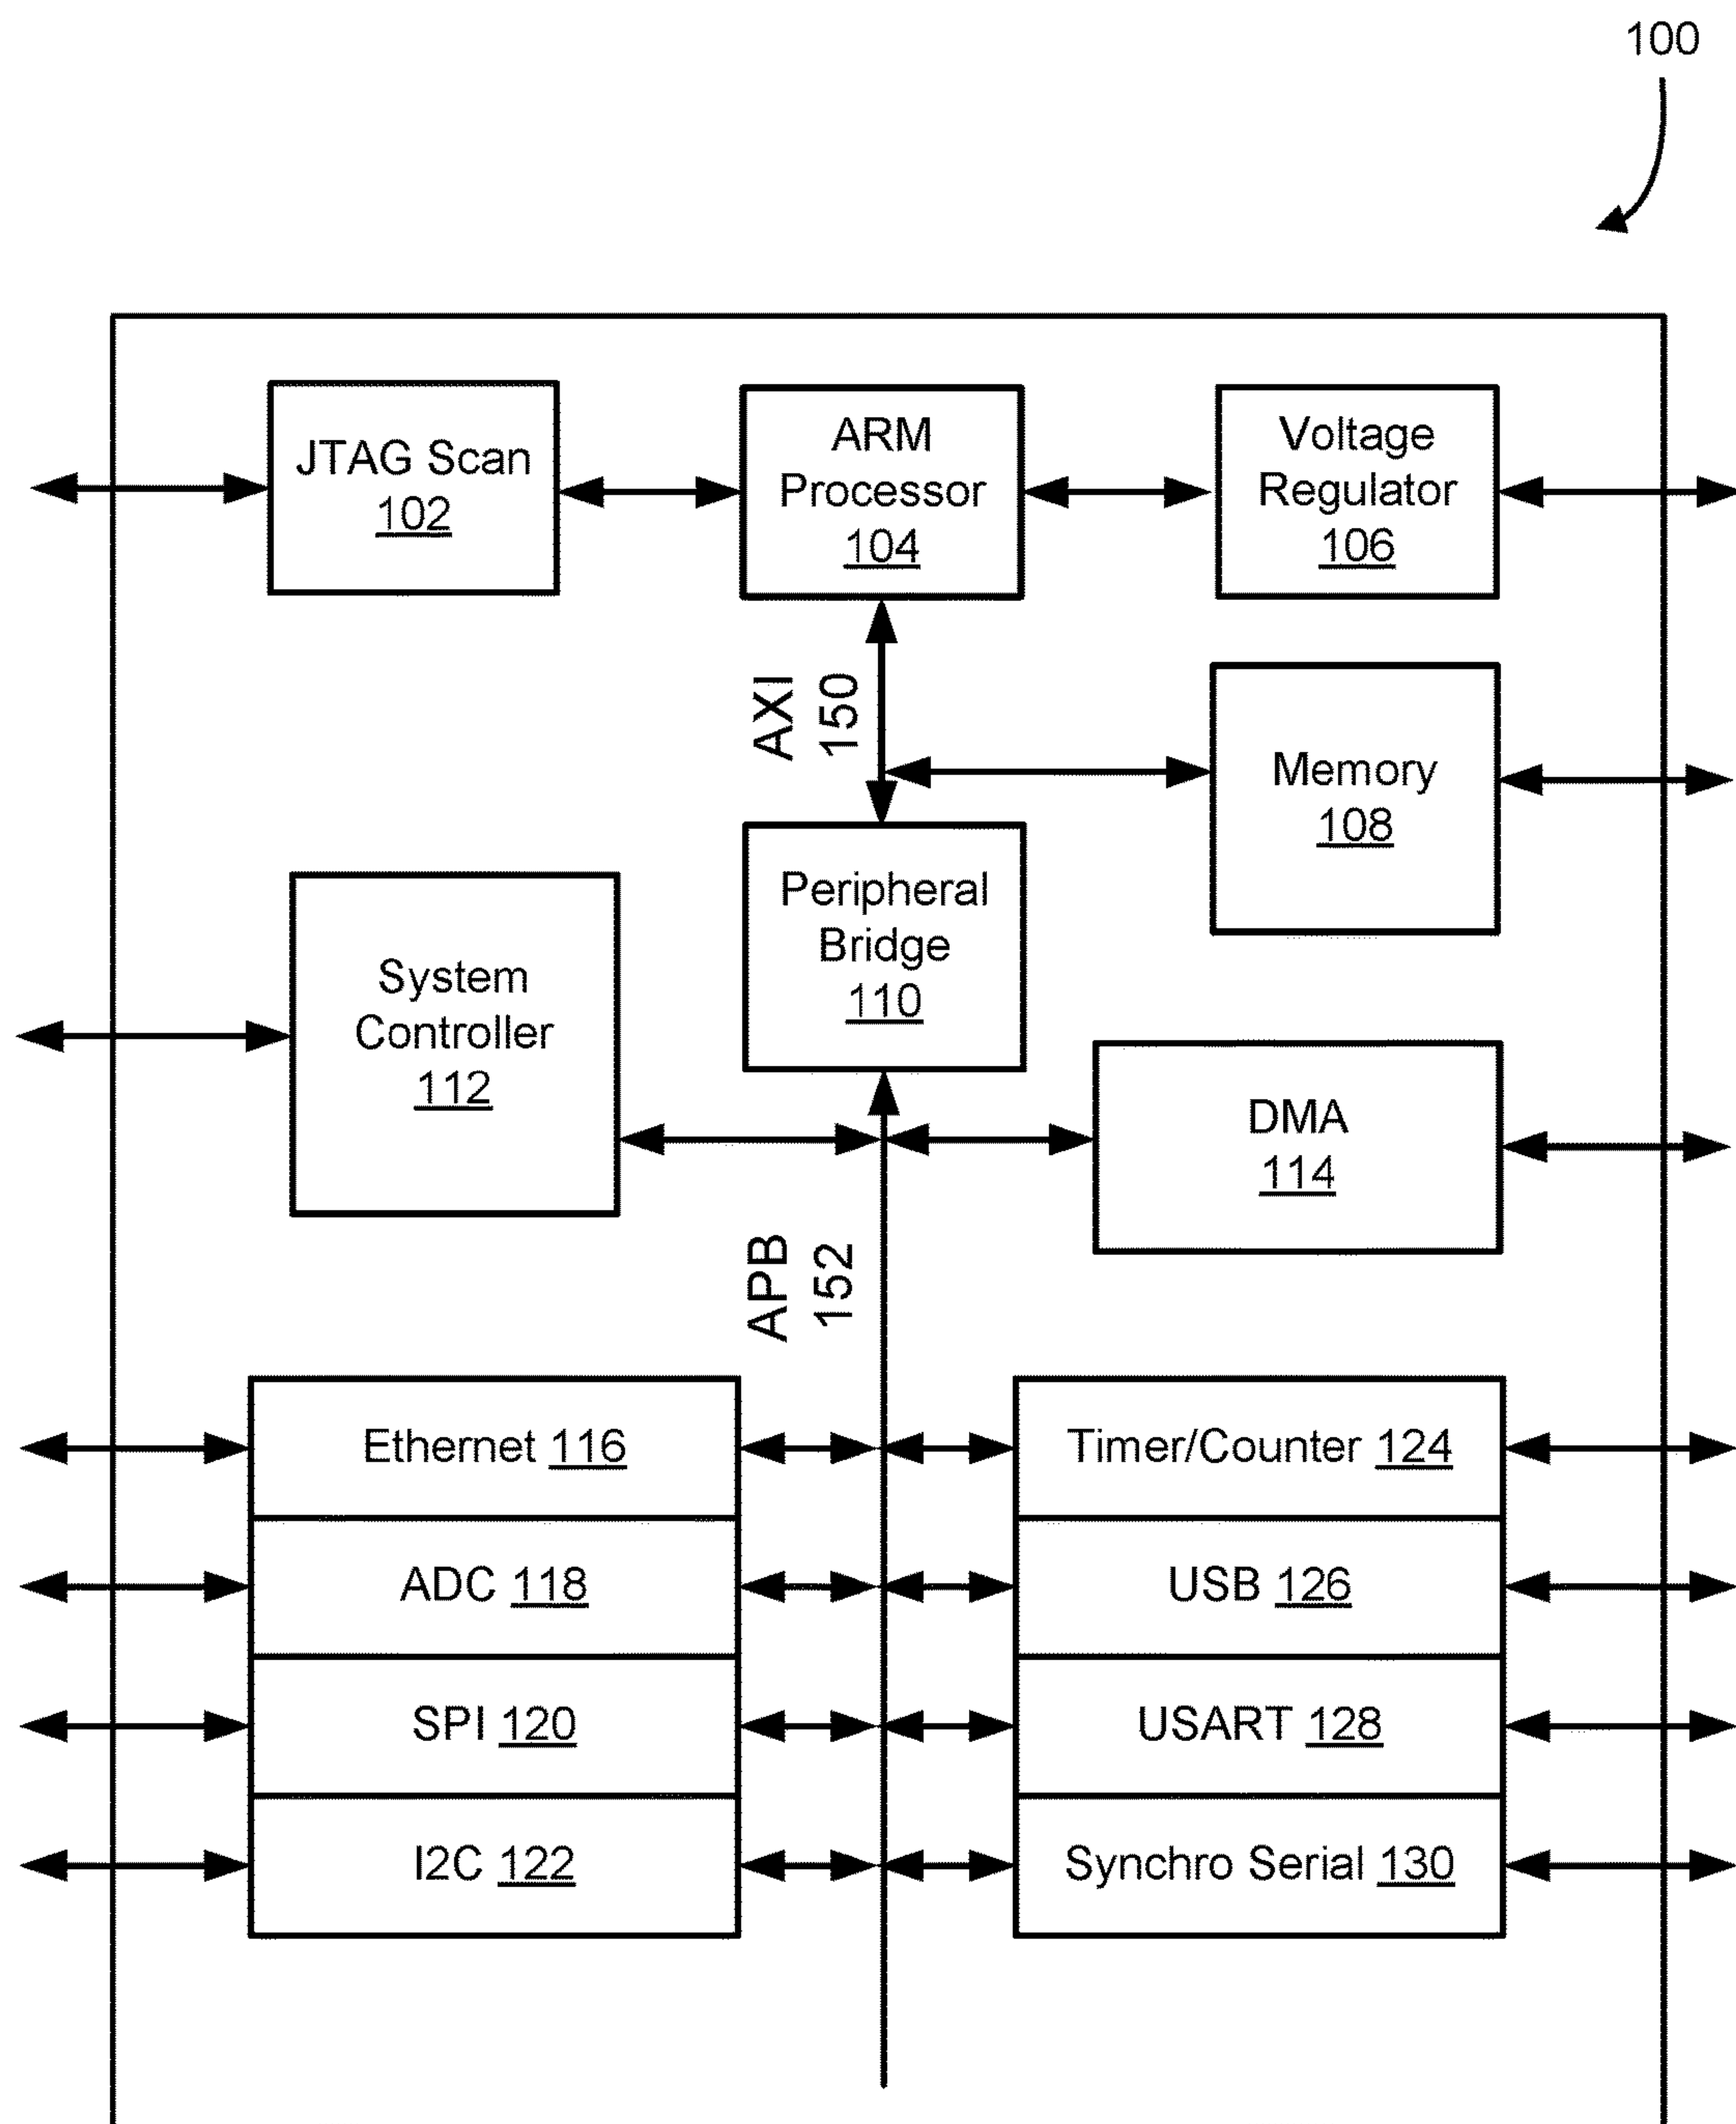 100
JTAG Scan
102
ARM
Processor
104
Voltage
Regulator
106
AXI
150
Memory
108
Peripheral
Bridge
110
System
Controller
112
DMA
114
APB
152
Ethernet 116
ADC 118
SPI 120
I2C 122
Timer/Counter 124
USB 126
USART 128
Synchro Serial 130